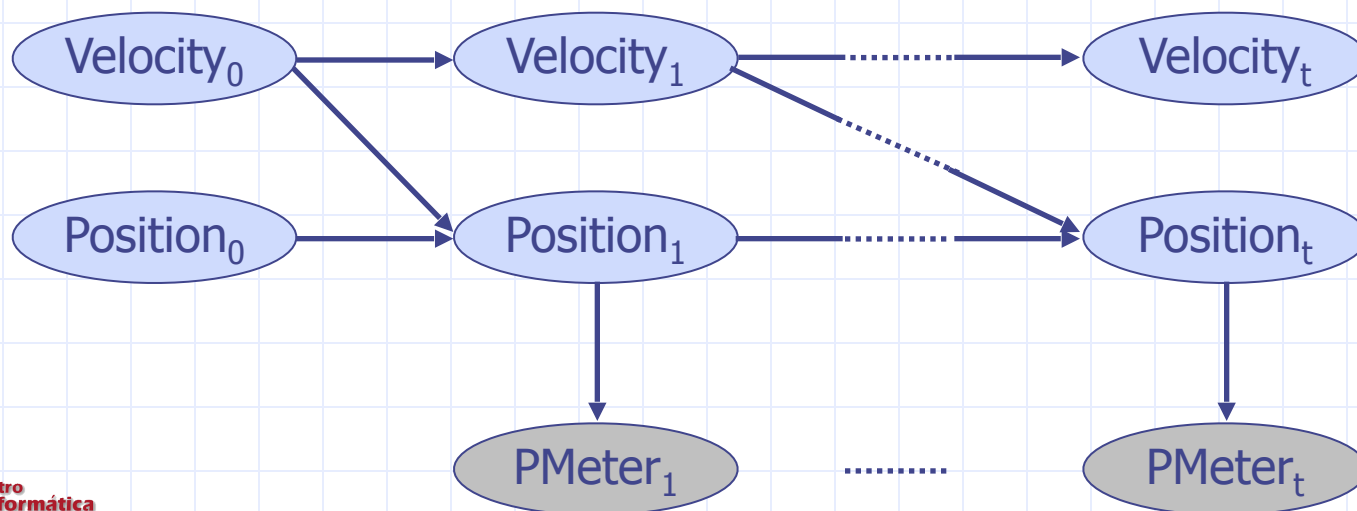 Velocity₀ Velocity₁ Velocityₜ
Position₀ Position₁ Positionₜ
PMeter₁ PMeterₜ
tro
formática